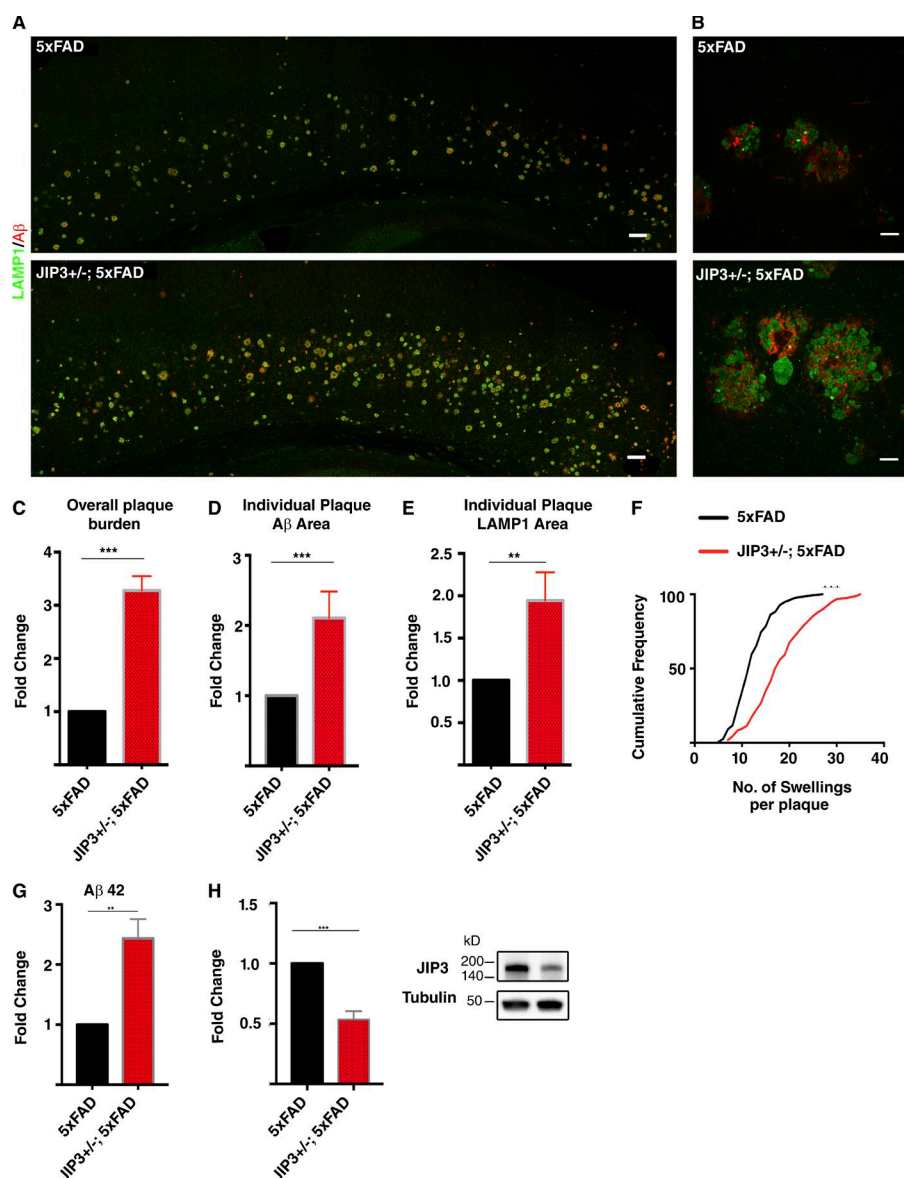 A
5xFAD
B
5xFAD
LAMP1/Aβ
JIP3+/-; 5xFAD
JIP3+/-; 5xFAD
C
Overall plaque
burden
Fold Change
4
3
2
1
***
5xFAD
JIP3+/-; 5xFAD
D
Individual Plaque
Aβ Area
Fold Change
3
2
1
***
5xFAD
JIP3+/-; 5xFAD
E
Individual Plaque
LAMP1 Area
Fold Change
2.5
2.0
1.5
1.0
0.5
**
5xFAD
JIP3+/-; 5xFAD
F
5xFAD
JIP3+/-; 5xFAD
Cumulative Frequency
100
50
***
0 10 20 30 40
No. of Swellings
per plaque
G
Aβ 42
Fold Change
3
2
1
**
5xFAD
JIP3+/-; 5xFAD
H
Fold Change
1.5
1.0
0.5
***
5xFAD
JIP3+/-; 5xFAD
kD
JIP3
200
140
Tubulin
50